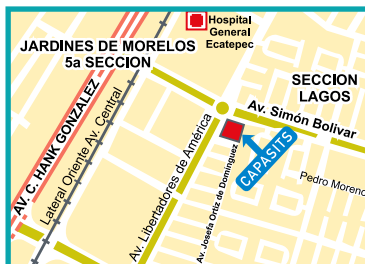 Hospital
General
Ecatepec
JARDINES DE MORELOS
5a SECCION
SECCION
LAGOS
AV. C. HANK GONZALEZ
Lateral Oriente Av. Central
Av. Simón Bolivar
Av. Libertadores de América
Av. Josefa Ortiz de Dominguez
CAPASITS
Pedro Moreno